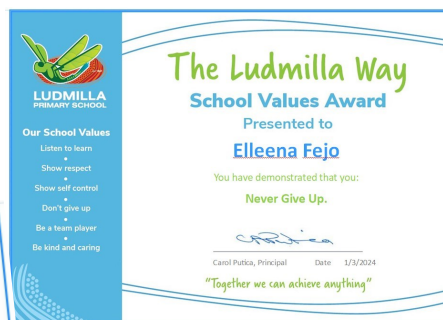 LUDMILLA
PRIMARY SCHOOL
Our School Values
Listen to learn
•
Show respect
•
Show self control
•
Don't give up
•
Be a team player
•
Be kind and caring
The Ludmilla Way
School Values Award
Presented to
Elleena Fejo
You have demonstrated that you:
Never Give Up.
Carol Putica, Principal Date 1/3/2024
"Together we can achieve anything"